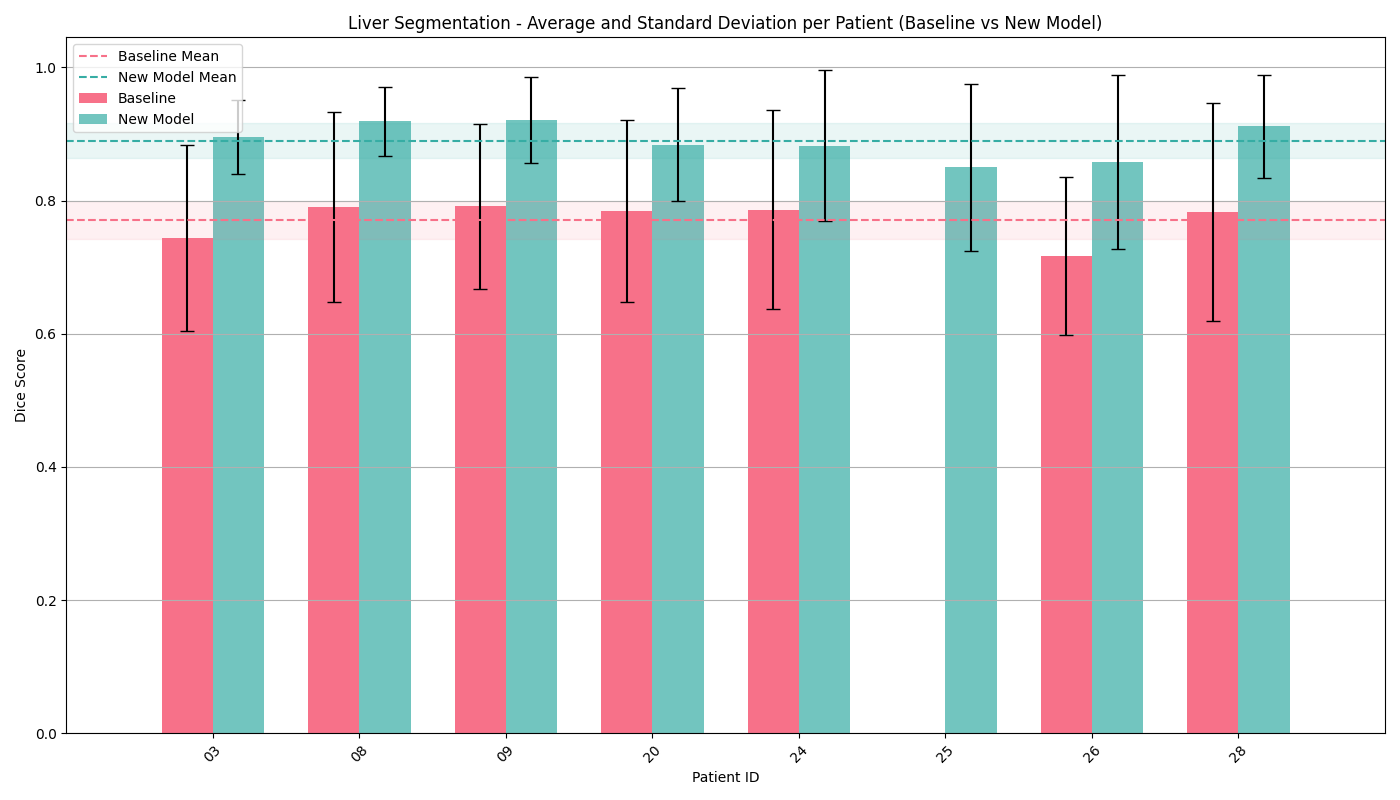 Liver Segmentation - Average and Standard Deviation per Patient (Baseline vs New Model)
Baseline Mean
New Model Mean
Baseline
New Model
1.0
0.8
0.6
0.4
0.2
0.0
Dice Score
03 08 09 20 24 25 26 28
Patient ID